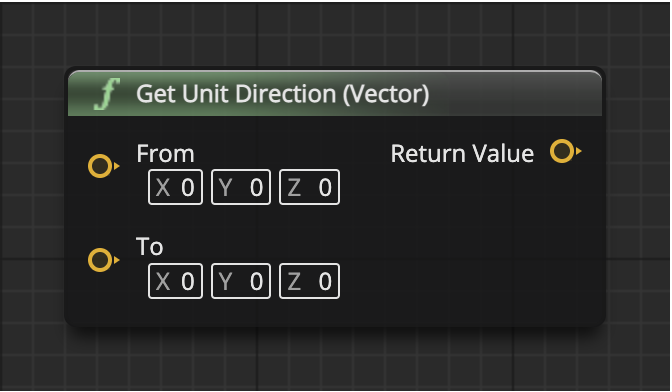 Get Unit Direction (Vector)
From
Return Value
X 0 Y 0 Z 0
To
X 0 Y 0 Z 0